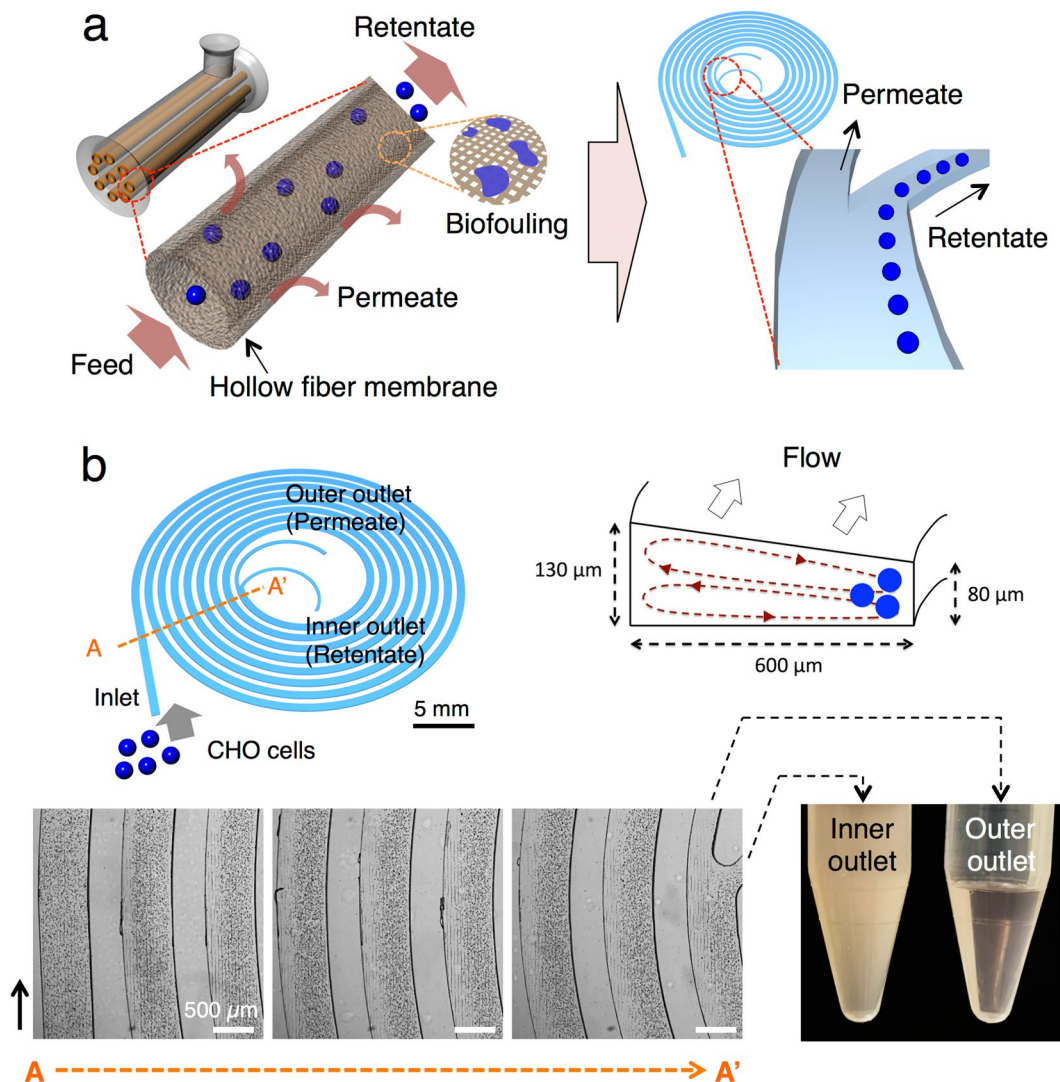 a
Retentate
Biofouling
Permeate
Feed
Hollow fiber membrane
Permeate
Retentate
b
Outer outlet
(Permeate)
A'
A
Inner outlet
(Retentate)
Inlet
5 mm
CHO cells
Flow
130 µm
80 µm
600 µm
500 µm
Inner
outlet
Outer
outlet
A
A'